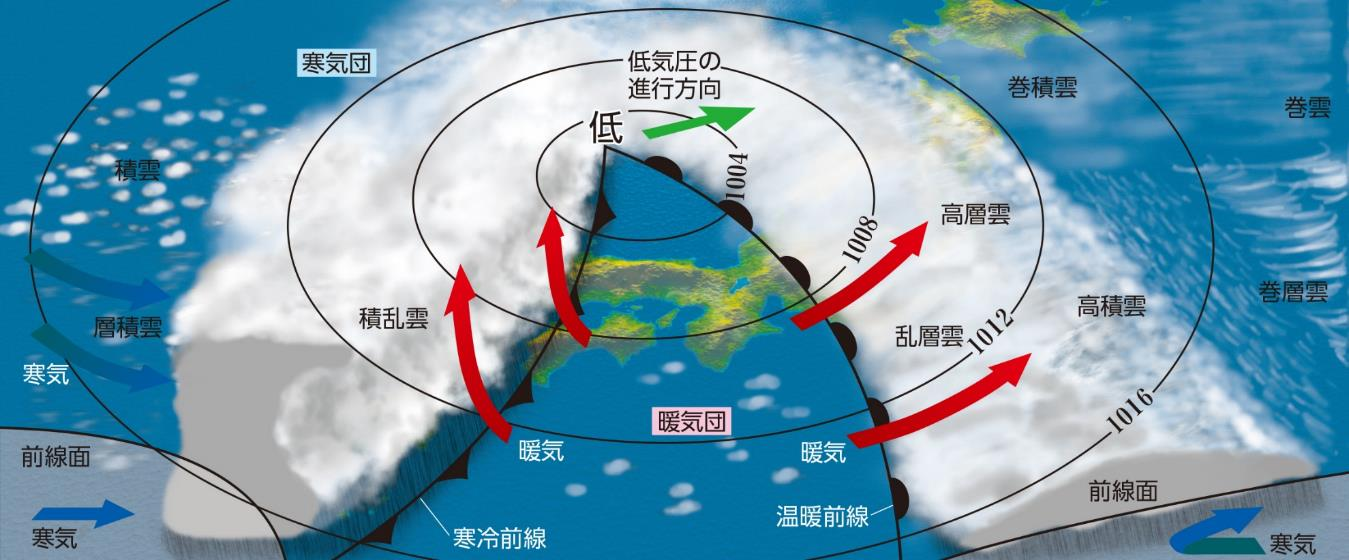 寒気団
低気圧の
進行方向
低
巻積雲
巻雲
積雲
1004
1008
高層雲
巻層雲
高積雲
積乱雲
層積雲
乱層雲
1012
寒気
1016
暖気団
暖気
暖気
前線面
前線面
温暖前線
寒気
寒冷前線
寒気